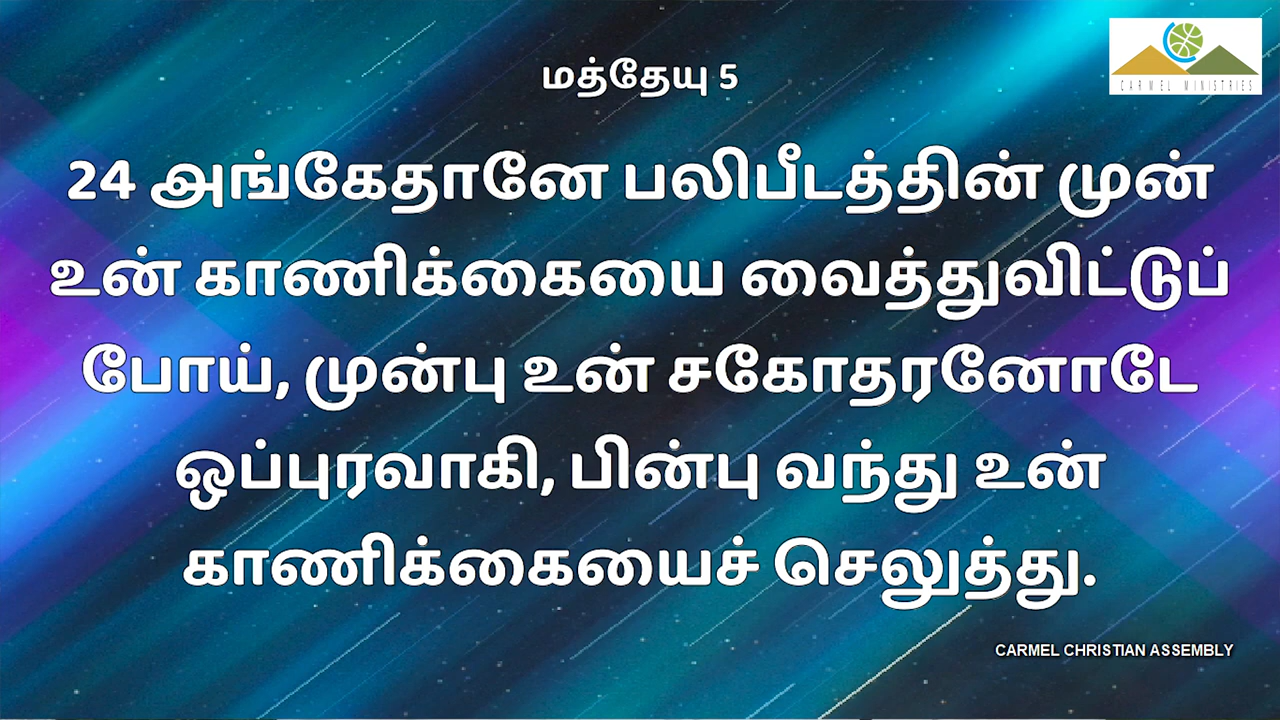 CARMEL MINISTRIES
மத்தேயு 5
24 அங்கேதானே பலிபீடத்தின் முன்
உன் காணிக்கையை வைத்துவிட்டுப்
போய், முன்பு உன் சகோதரனோடே
ஒப்புரவாகி, பின்பு வந்து உன்
காணிக்கையைச் செலுத்து.
CARMEL CHRISTIAN ASSEMBLY